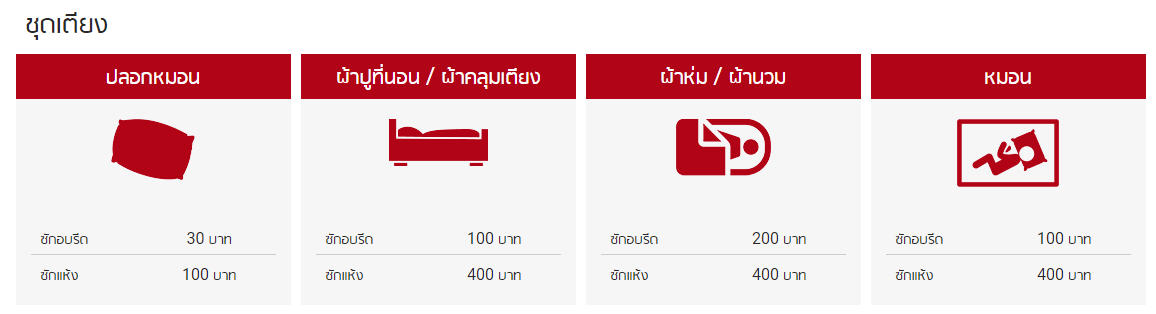 ชุดเตียง
ปลอกหมอน
ซักอบรีด 30 บาท
ซักแห้ง 100 บาท
ผ้าปูที่นอน / ผ้าคลุมเตียง
ซักอบรีด 100 บาท
ซักแห้ง 400 บาท
ผ้าห่ม / ผ้านวม
ซักอบรีด 200 บาท
ซักแห้ง 400 บาท
หมอน
ซักอบรีด 100 บาท
ซักแห้ง 400 บาท